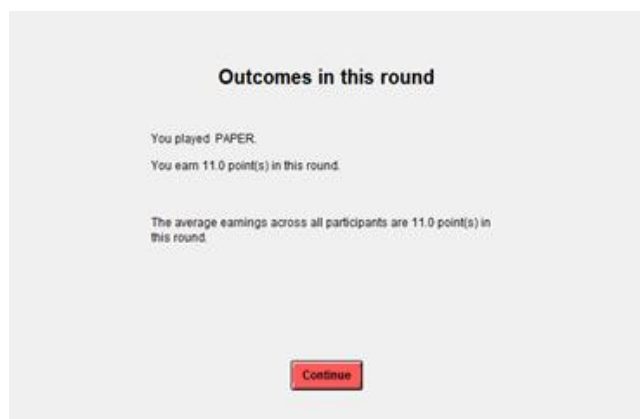 Outcomes in this round
You played PAPER.
You earn 11.0 point(s) in this round.
The average earnings across all participants are 11.0 point(s) in
this round.
Continue